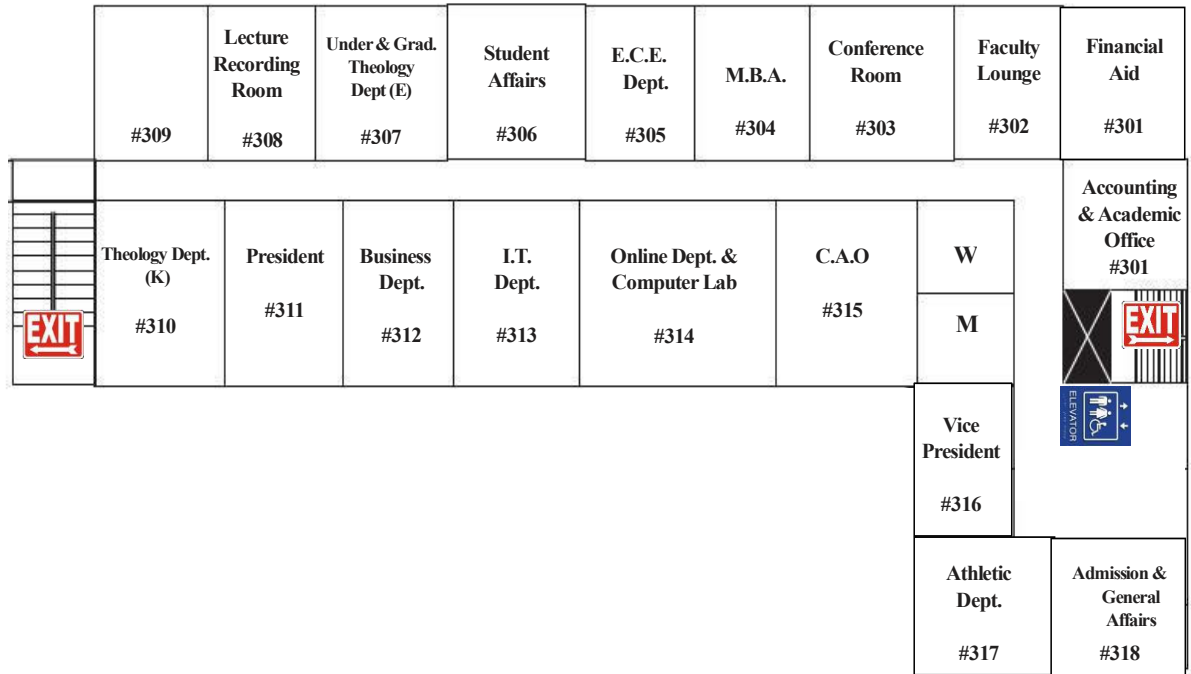 #309
Lecture
Recording
Room
#308
Under & Grad.
Theology
Dept (E)
#307
Student
Affairs
#306
E.C.E.
Dept.
#305
M.B.A.
#304
Conference
Room
#303
Faculty
Lounge
#302
Financial
Aid
#301
Accounting
& Academic
Office
#301
EXIT
Theology Dept.
(K)
#310
President
#311
Business
Dept.
#312
I.T.
Dept.
#313
Online Dept. &
Computer Lab
#314
C.A.O
#315
W
M
EXIT
ELEVATOR
Vice
President
#316
Athletic
Dept.
#317
Admission &
General
Affairs
#318